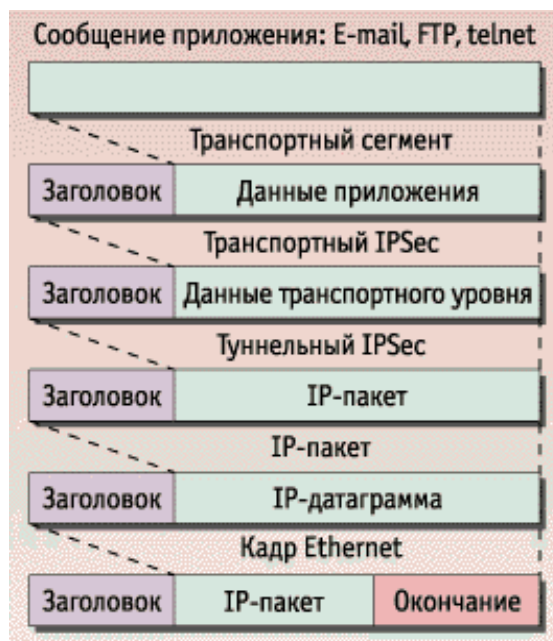 Сообщение приложения: E-mail, FTP, telnet
Транспортный сегмент
Заголовок Данные приложения
Транспортный IPSec
Заголовок Данные транспортного уровня
Туннельный IPSec
Заголовок IP-пакет
IP-пакет
Заголовок IP-датаграмма
Кадр Ethernet
Заголовок IP-пакет Окончание